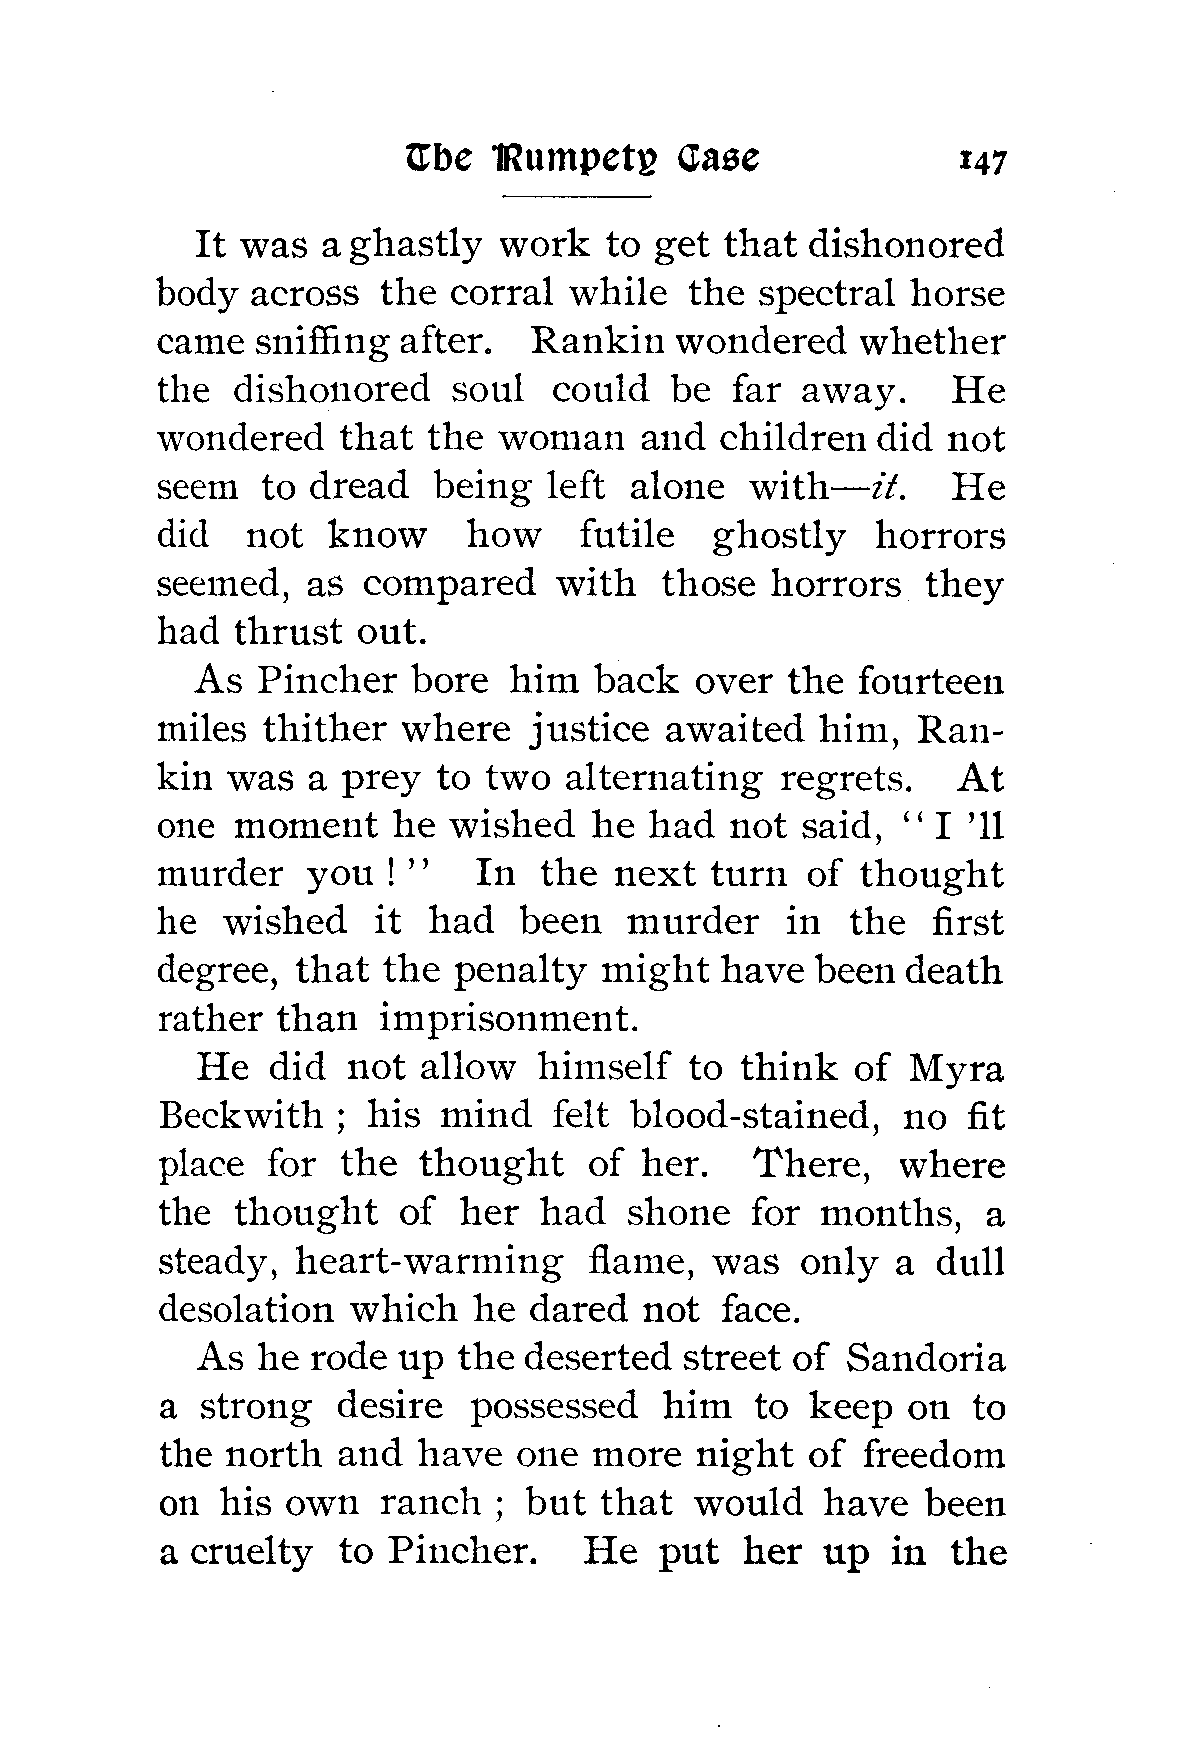 The Rumpety Case 147
It was a ghastly work to get that dishonored
body across the corral while the spectral horse
came sniffing after. Rankin wondered whether
the dishonored soul could be far away. He
wondered that the woman and children did not
seem to dread being left alone with—it. He
did not know how futile ghostly horrors
seemed, as compared with those horrors they
had thrust out.
As Pincher bore him back over the fourteen
miles thither where justice awaited him, Ran-
kin was a prey to two alternating regrets. At
one moment he wished he had not said, “ I ’ll
murder you ! ” In the next turn of thought
he wished it had been murder in the first
degree, that the penalty might have been death
rather than imprisonment.
He did not allow himself to think of Myra
Beckwith ; his mind felt blood-stained, no fit
place for the thought of her. There, where
the thought of her had shone for months, a
steady, heart-warming flame, was only a dull
desolation which he dared not face.
As he rode up the deserted street of Sandoria
a strong desire possessed him to keep on to
the north and have one more night of freedom
on his own ranch ; but that would have been
a cruelty to Pincher. He put her up in the